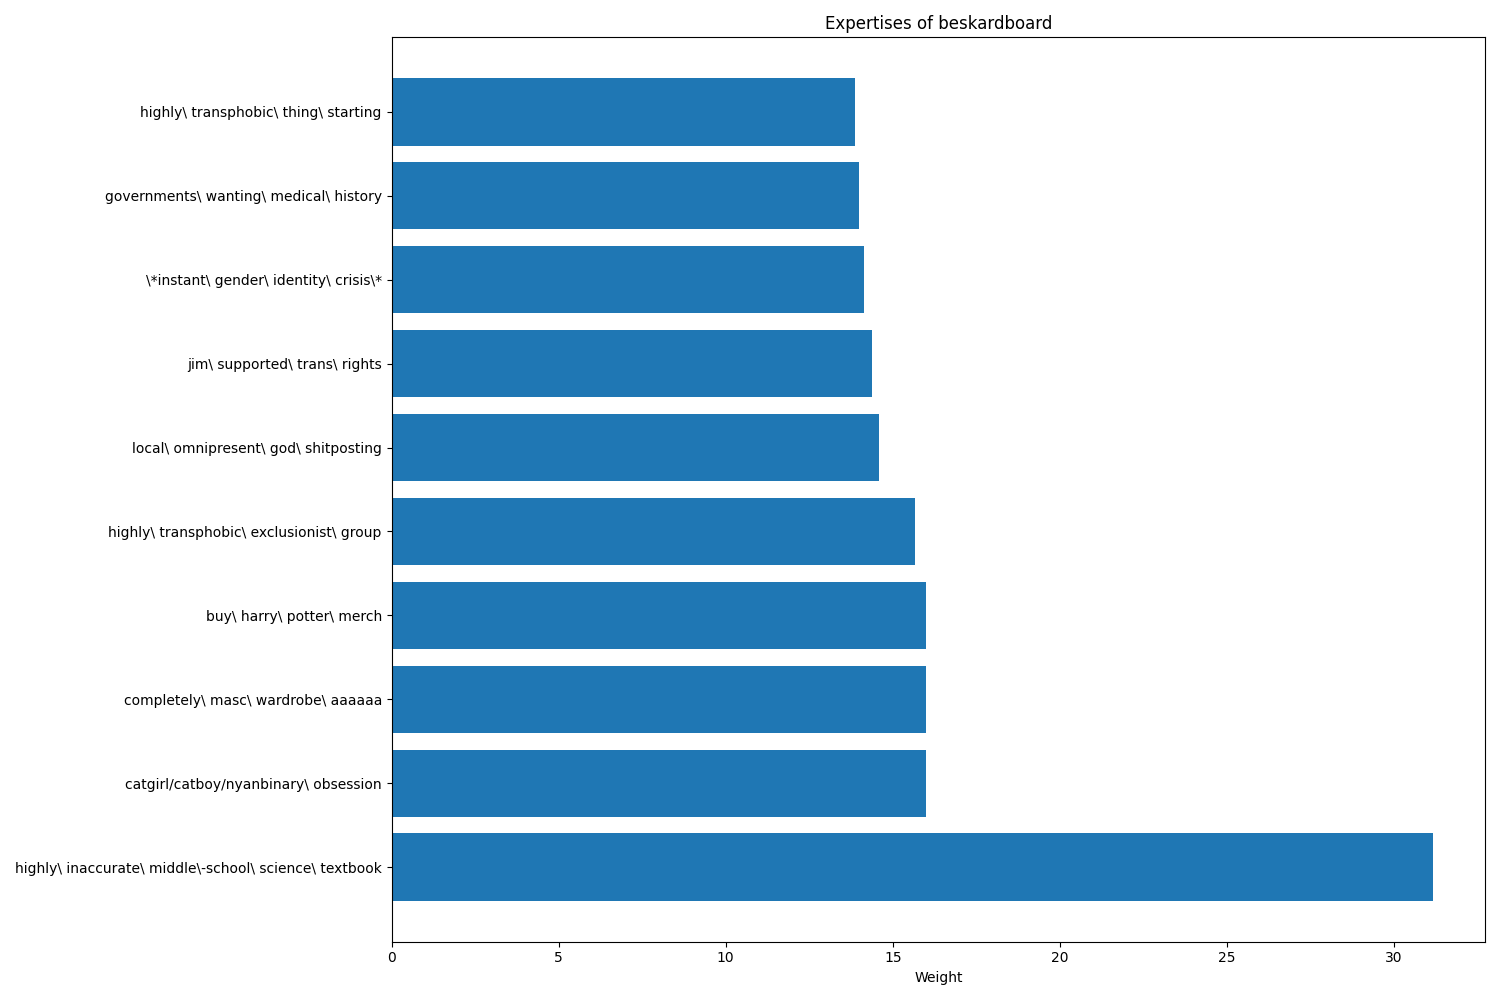 Expertises of beskardboard
highly\ transphobic\ thing\ starting
governments\ wanting\ medical\ history
\*instant\ gender\ identity\ crisis\*
jim\ supported\ trans\ rights
local\ omnipresent\ god\ shitposting
highly\ transphobic\ exclusionist\ group
buy\ harry\ potter\ merch
completely\ masc\ wardrobe\ aaaaaa
catgirl/catboy/nyanbinary\ obsession
highly\ inaccurate\ middle\-school\ science\ textbook
0 5 10 15 20 25 30
Weight